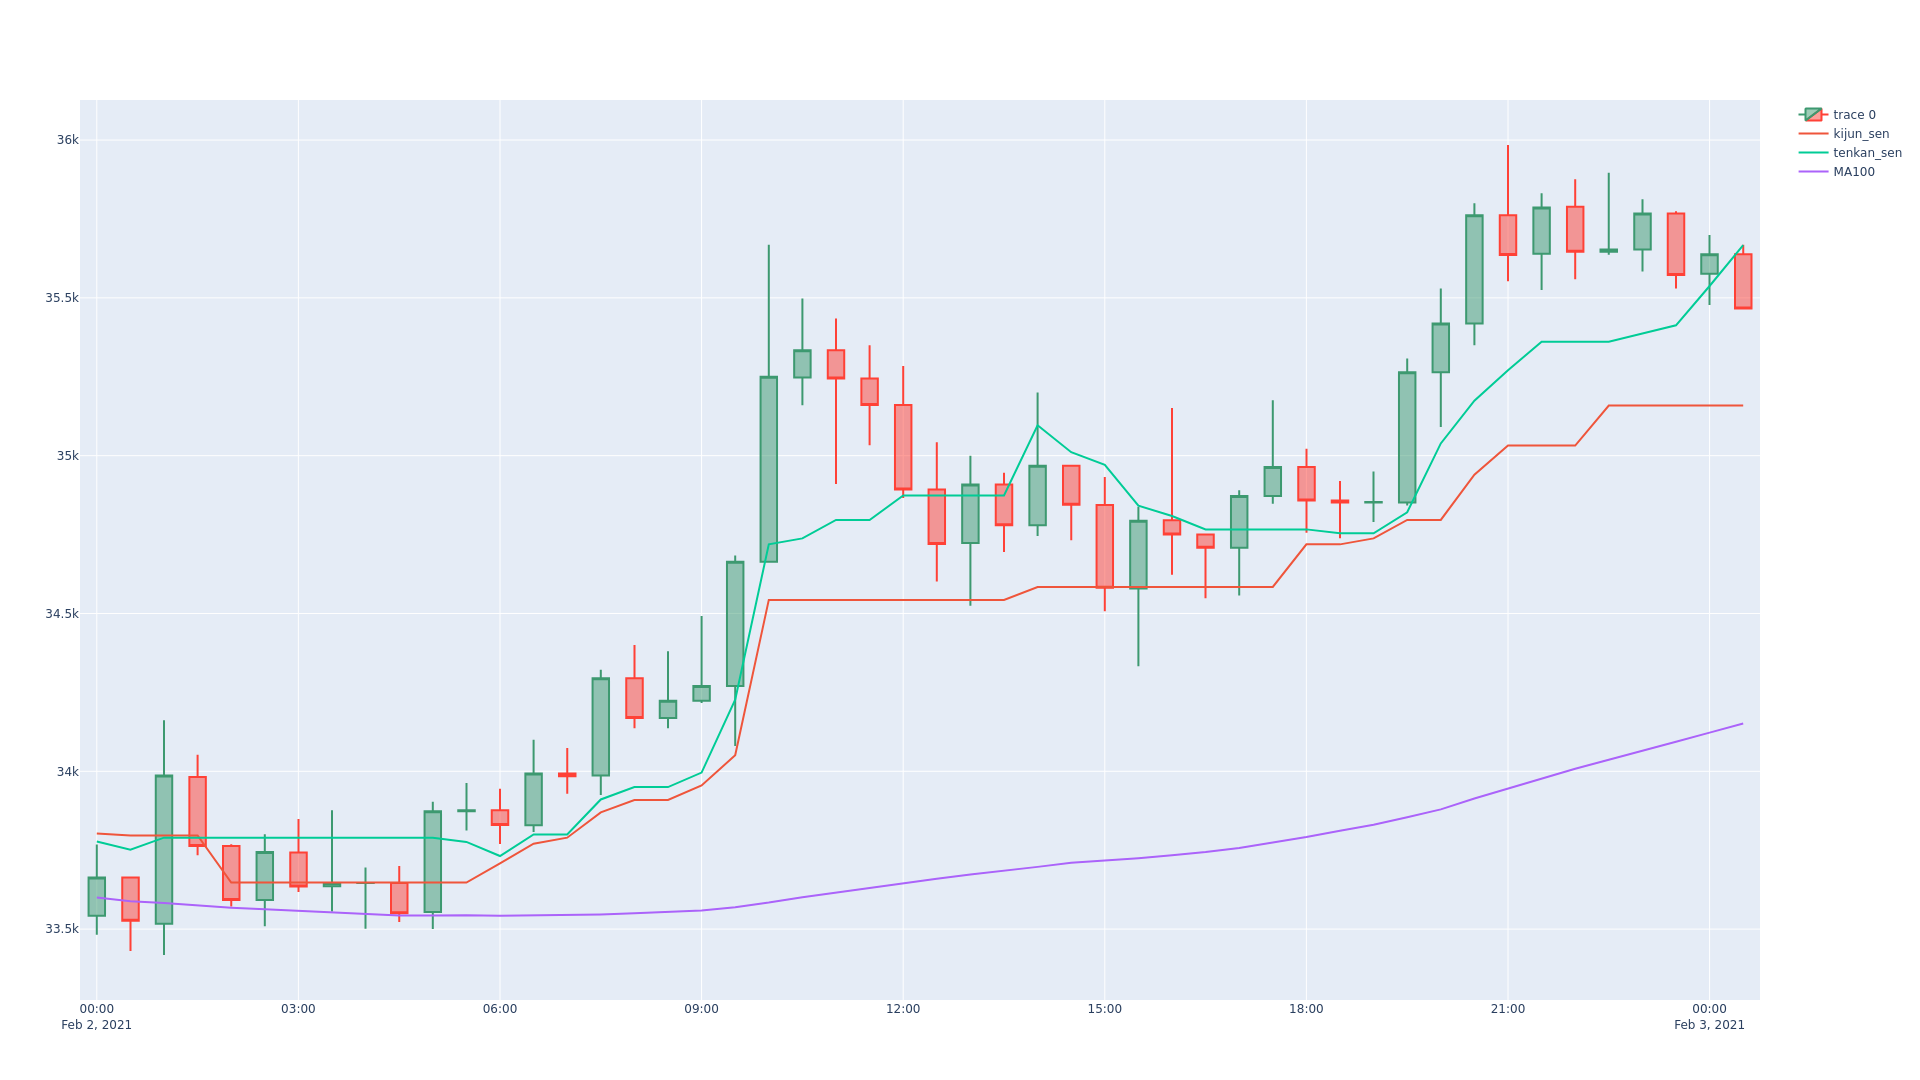 36k
35.5k
35k
34.5k
34k
33.5k
00:00
Feb 2, 2021
03:00
06:00
09:00
12:00
15:00
18:00
21:00
00:00
Feb 3, 2021
trace 0
kijun_sen
tenkan_sen
MA100